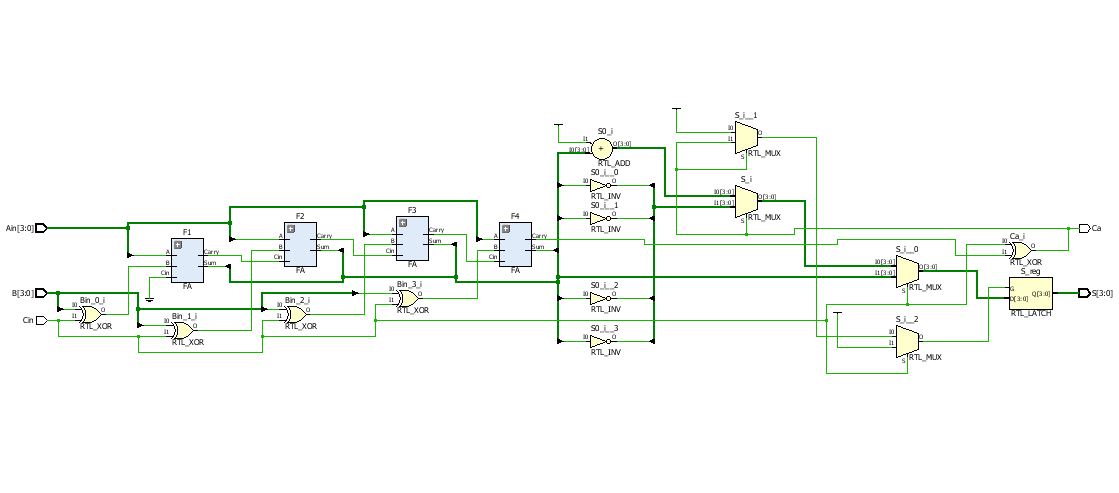 S_i__1
I0
I1
O
S
RTL_MUX
S0_i
I1
I0[3:0]
O[3:0]
RTL_ADD
S0_i__0
I0
O
RTL_INV
S0_i__1
I0
O
RTL_INV
S_i
I0[3:0]
I1[3:0]
O[3:0]
S
RTL_MUX
Ain[3:0]
F1
A
B
Cin
Carry
Sum
FA
F2
A
B
Cin
Carry
Sum
FA
F3
A
B
Cin
Carry
Sum
FA
F4
A
B
Cin
Carry
Sum
FA
Ca_i
I0
I1
O
RTL_XOR
Ca
S_i__0
I0[3:0]
I1[3:0]
O[3:0]
S
RTL_MUX
S_reg
G
D[3:0]
Q[3:0]
RTL_LATCH
S[3:0]
B[3:0]
Cin
Bin_0_i
I0
I1
O
RTL_XOR
Bin_1_i
I0
I1
O
RTL_XOR
Bin_2_i
I0
I1
O
RTL_XOR
Bin_3_i
I0
I1
O
RTL_XOR
S0_i__2
I0
O
RTL_INV
S0_i__3
I0
O
RTL_INV
S_i__2
I0
I1
O
S
RTL_MUX